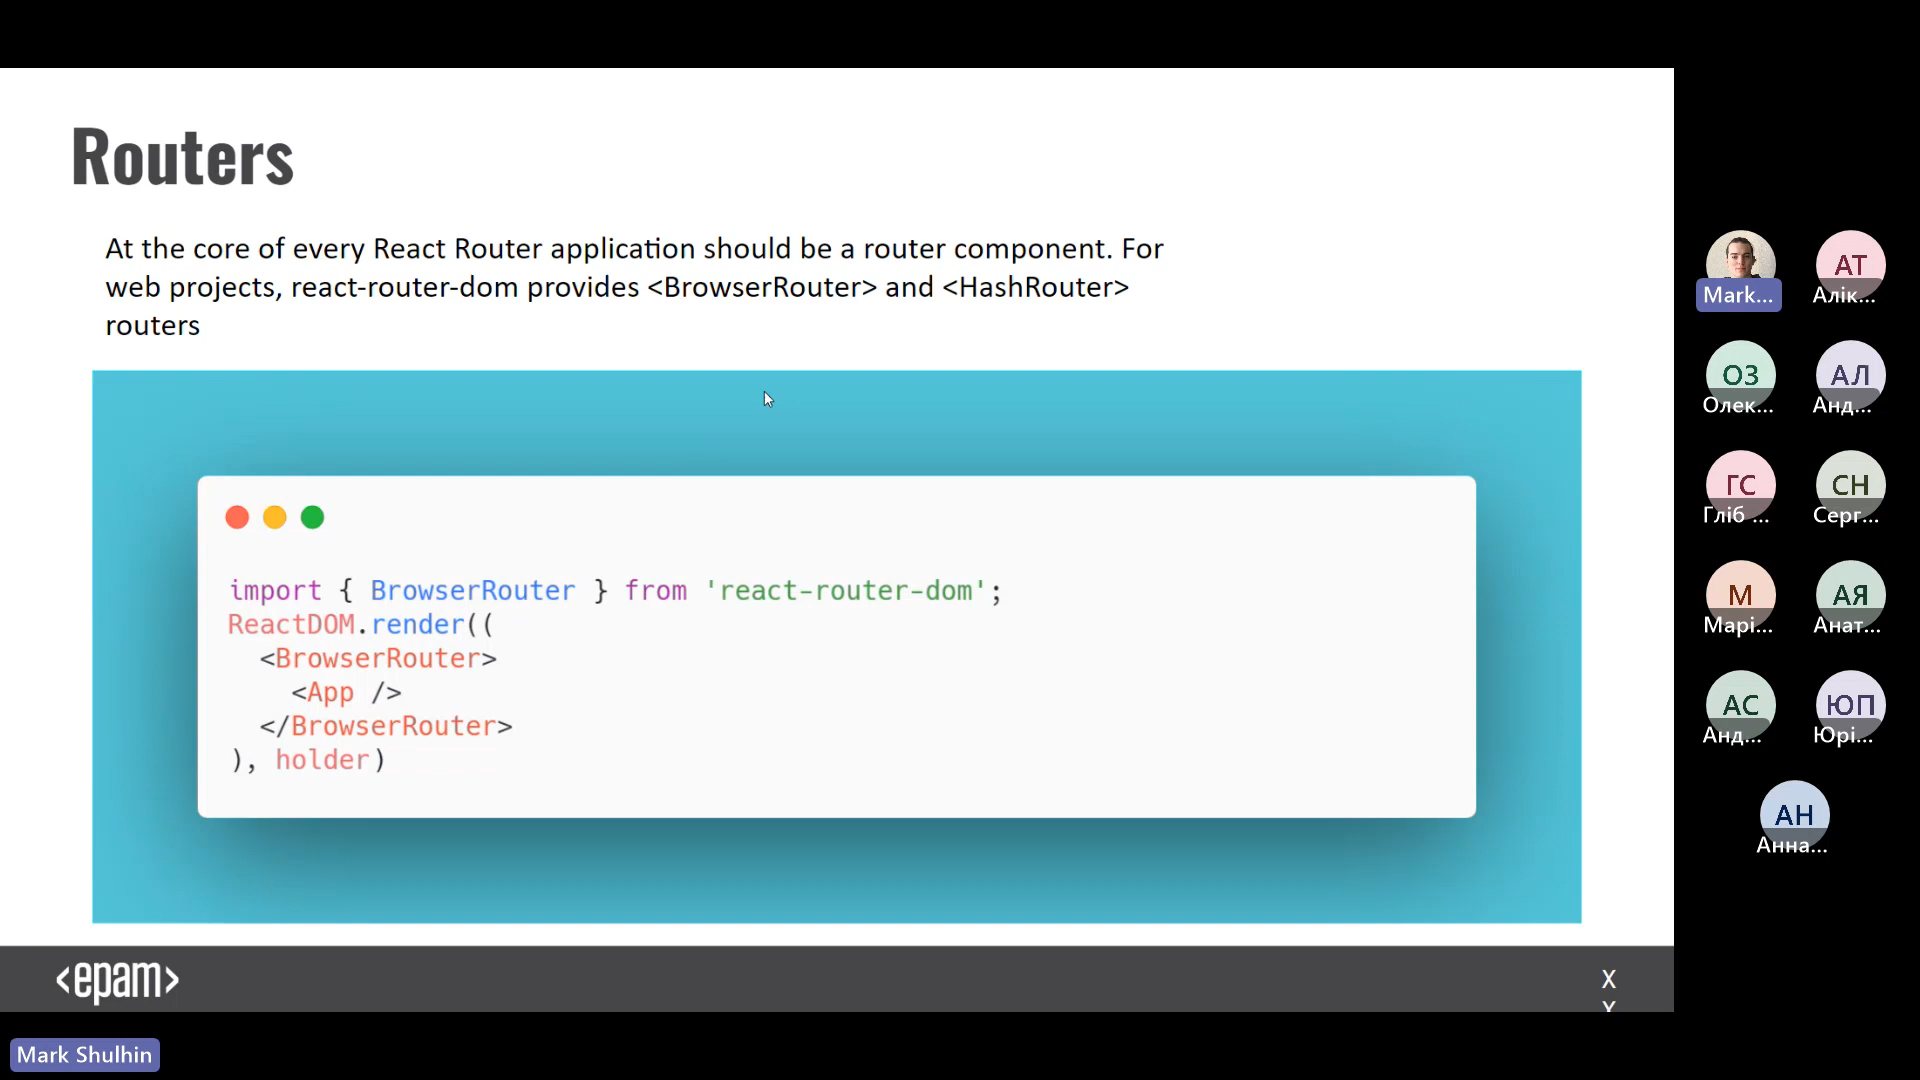 Routers
At the core of every React Router application should be a router component. For
web projects, react-router-dom provides <BrowserRouter> and <HashRouter>
routers
import { BrowserRouter } from 'react-router-dom';
ReactDOM.render((
  <BrowserRouter>
    <App />
  </BrowserRouter>
), holder)
<epam>
X
Y
Mark Shulhin
Mark...
АТ
Алік...
ОЗ
Олек...
АЛ
Анд...
ГС
Гліб ...
СН
Серг...
М
Марі...
АЯ
Анат...
АС
Анд...
ЮП
Юрі...
АН
Анна...